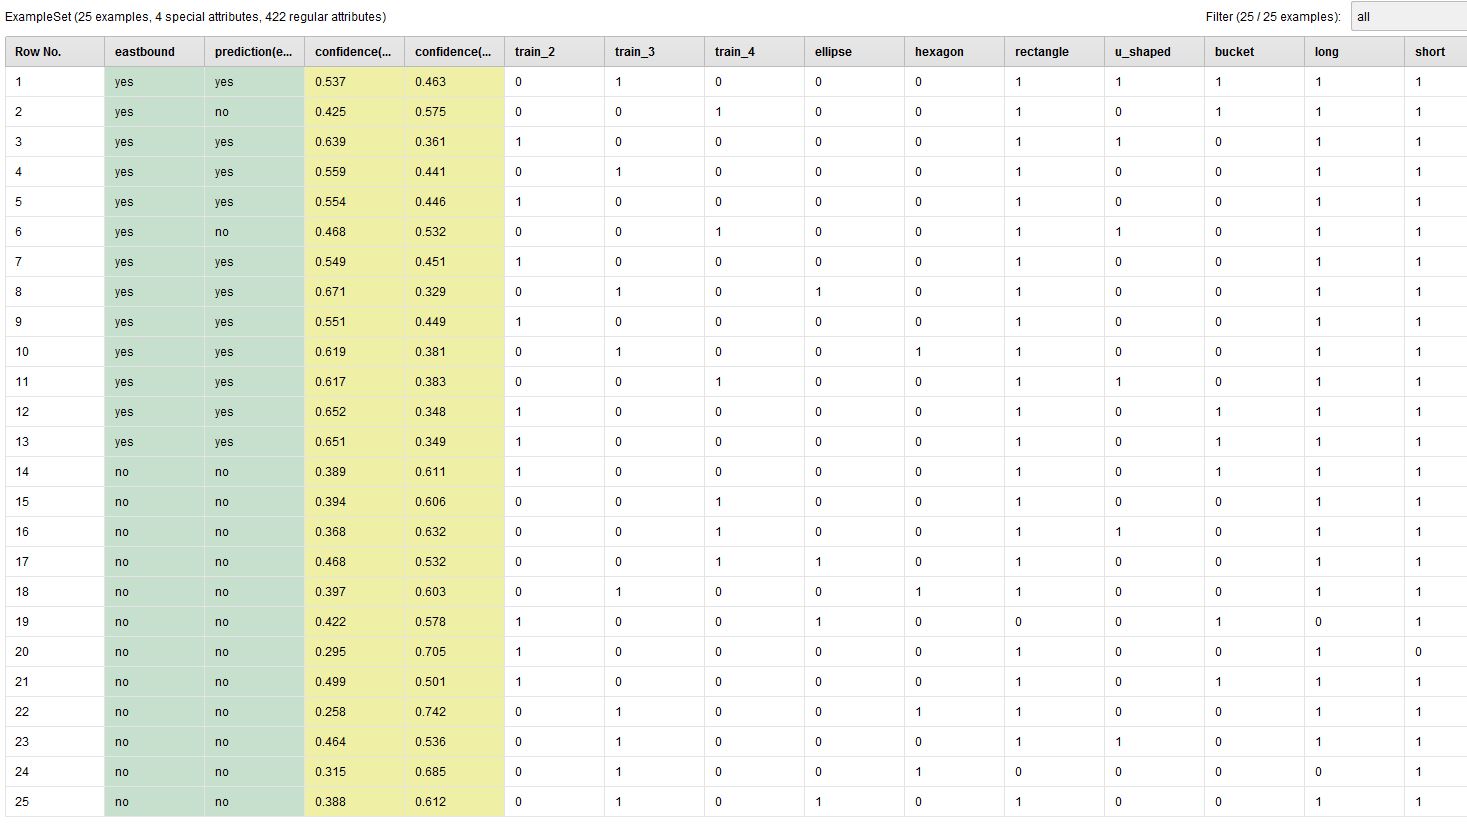 ExampleSet (25 examples, 4 special attributes, 422 regular attributes) Filter (25 / 25 examples): all
Row No. eastbound prediction(e... confidence(... confidence(... train_2 train_3 train_4 ellipse hexagon rectangle u_shaped bucket long short
1 yes yes 0.537 0.463 0 1 0 0 0 1 1 1 1 1
2 yes no 0.425 0.575 0 0 1 0 0 1 0 1 1 1
3 yes yes 0.639 0.361 1 0 0 0 0 1 1 0 1 1
4 yes yes 0.559 0.441 0 1 0 0 0 1 0 0 1 1
5 yes yes 0.554 0.446 1 0 0 0 0 1 0 0 1 1
6 yes no 0.468 0.532 0 0 1 0 0 1 1 0 1 1
7 yes yes 0.549 0.451 1 0 0 0 0 1 0 0 1 1
8 yes yes 0.671 0.329 0 1 0 1 0 1 0 0 1 1
9 yes yes 0.551 0.449 1 0 0 0 0 1 0 0 1 1
10 yes yes 0.619 0.381 0 1 0 0 1 1 0 0 1 1
11 yes yes 0.617 0.383 0 0 1 0 0 1 1 0 1 1
12 yes yes 0.652 0.348 1 0 0 0 0 1 0 1 1 1
13 yes yes 0.651 0.349 1 0 0 0 0 1 0 1 1 1
14 no no 0.389 0.611 1 0 0 0 0 1 0 1 1 1
15 no no 0.394 0.606 0 0 1 0 0 1 0 0 1 1
16 no no 0.368 0.632 0 0 1 0 0 1 1 0 1 1
17 no no 0.468 0.532 0 0 1 1 0 1 0 0 1 1
18 no no 0.397 0.603 0 1 0 0 1 1 0 0 1 1
19 no no 0.422 0.578 1 0 0 1 0 0 0 1 0 1
20 no no 0.295 0.705 1 0 0 0 0 1 0 0 1 0
21 no no 0.499 0.501 1 0 0 0 0 1 0 1 1 1
22 no no 0.258 0.742 0 1 0 0 1 1 0 0 1 1
23 no no 0.464 0.536 0 1 0 0 0 1 1 0 1 1
24 no no 0.315 0.685 0 1 0 0 1 0 0 0 0 1
25 no no 0.388 0.612 0 1 0 1 0 1 0 0 1 1